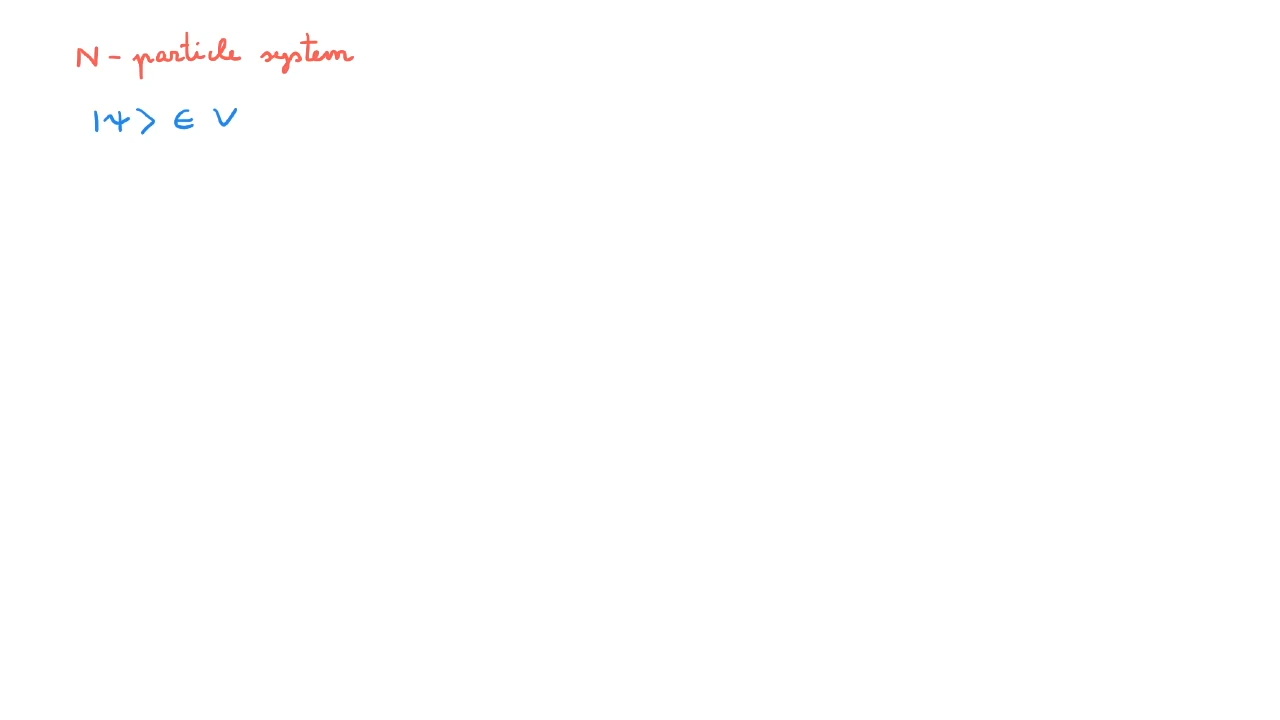 N - particle system
|ψ> ∈ V